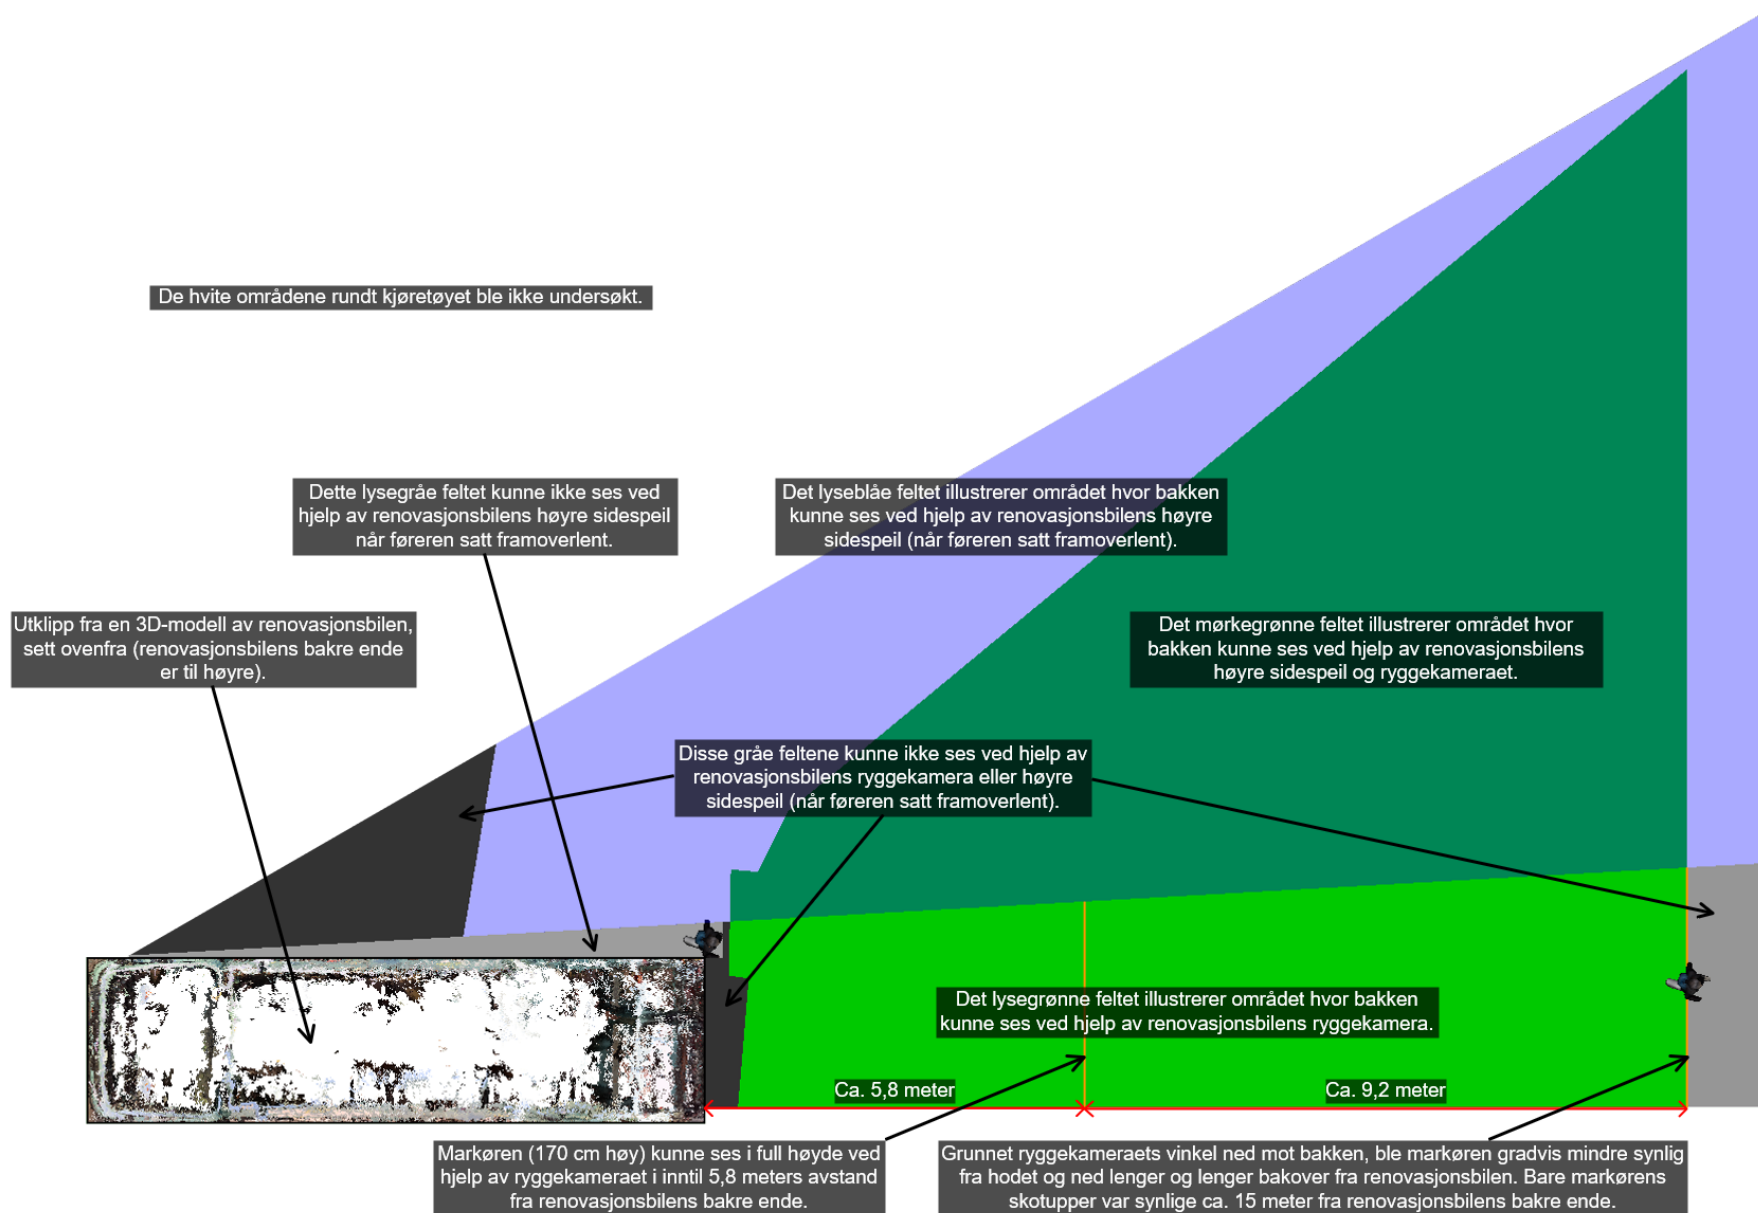 De hvite områdene rundt kjøretøyet ble ikke undersøkt.
Dette lysegråe feltet kunne ikke ses ved
hjelp av renovasjonsbilens høyre sidespeil
når føreren satt framoverlent.
Det lyseblåe feltet illustrerer området hvor bakken
kunne ses ved hjelp av renovasjonsbilens høyre
sidespeil (når føreren satt framoverlent).
Utklipp fra en 3D-modell av renovasjonsbilen,
sett ovenfra (renovasjonsbilens bakre ende
er til høyre).
Det mørkegrønne feltet illustrerer området hvor
bakken kunne ses ved hjelp av renovasjonsbilens
høyre sidespeil og ryggekameraet.
Disse gråe feltene kunne ikke ses ved hjelp av
renovasjonsbilens ryggekamera eller høyre
sidespeil (når føreren satt framoverlent).
Det lysegrønne feltet illustrerer området hvor bakken
kunne ses ved hjelp av renovasjonsbilens ryggekamera.
Ca. 5,8 meter
Ca. 9,2 meter
Markøren (170 cm høy) kunne ses i full høyde ved
hjelp av ryggekameraet i inntil 5,8 meters avstand
fra renovasjonsbilens bakre ende.
Grunnet ryggekameraets vinkel ned mot bakken, ble markøren gradvis mindre synlig
fra hodet og ned lenger og lenger bakover fra renovasjonsbilen. Bare markørens
skotupper var synlige ca. 15 meter fra renovasjonsbilens bakre ende.